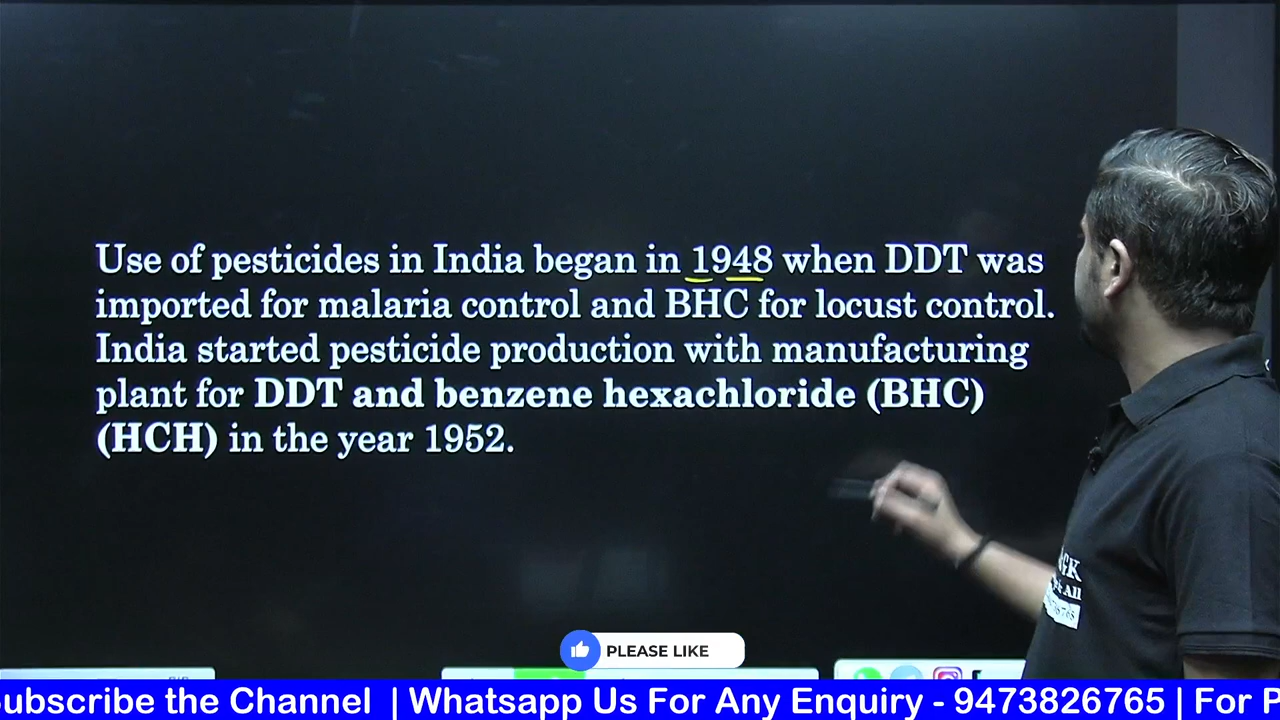 Use of pesticides in India began in 1948 when DDT was
imported for malaria control and BHC for locust control.
India started pesticide production with manufacturing
plant for DDT and benzene hexachloride (BHC)
(HCH) in the year 1952.
GK
All
PLEASE LIKE
ubscribe the Channel | Whatsapp Us For Any Enquiry - 9473826765 | For P